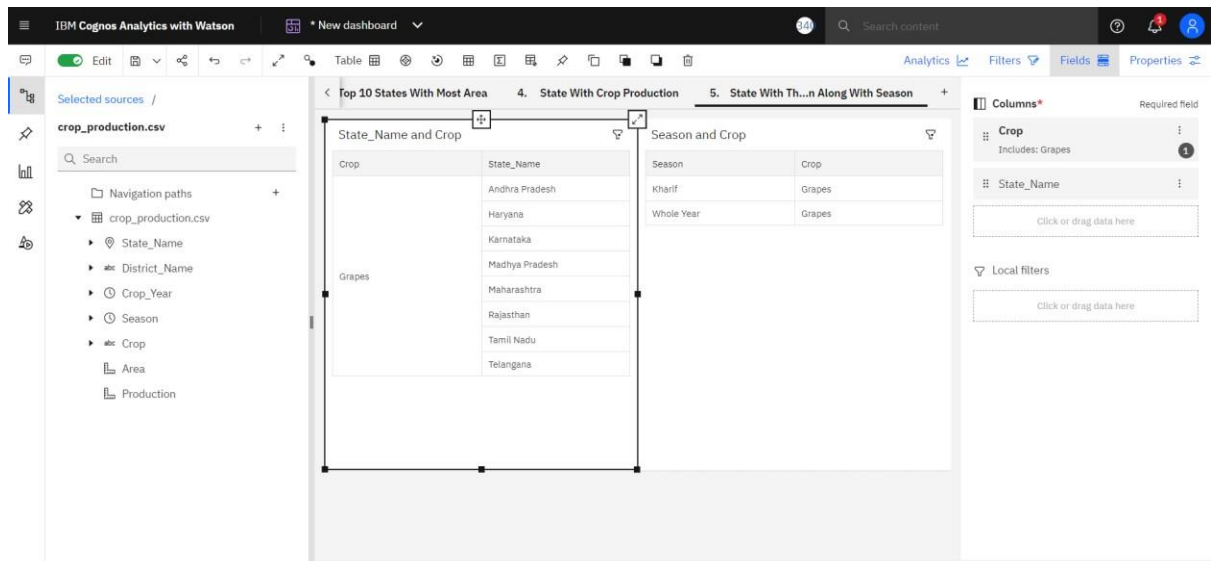 IBM Cognos Analytics with Watson
* New dashboard
340
Search content
1
Edit
Table
Analytics
Filters
Fields
Properties
Selected sources /
crop_production.csv
Search
Navigation paths
crop_production.csv
State_Name
abc District_Name
Crop_Year
Season
abc Crop
Area
Production
Top 10 States With Most Area
4. State With Crop Production
5. State With Th...n Along With Season
State_Name and Crop
Crop State_Name
Grapes
Andhra Pradesh
Haryana
Karnataka
Madhya Pradesh
Maharashtra
Rajasthan
Tamil Nadu
Telangana
Season and Crop
Season Crop
Kharif Grapes
Whole Year Grapes
Columns* Required field
Crop
Includes: Grapes
1
State_Name
Click or drag data here
Local filters
Click or drag data here